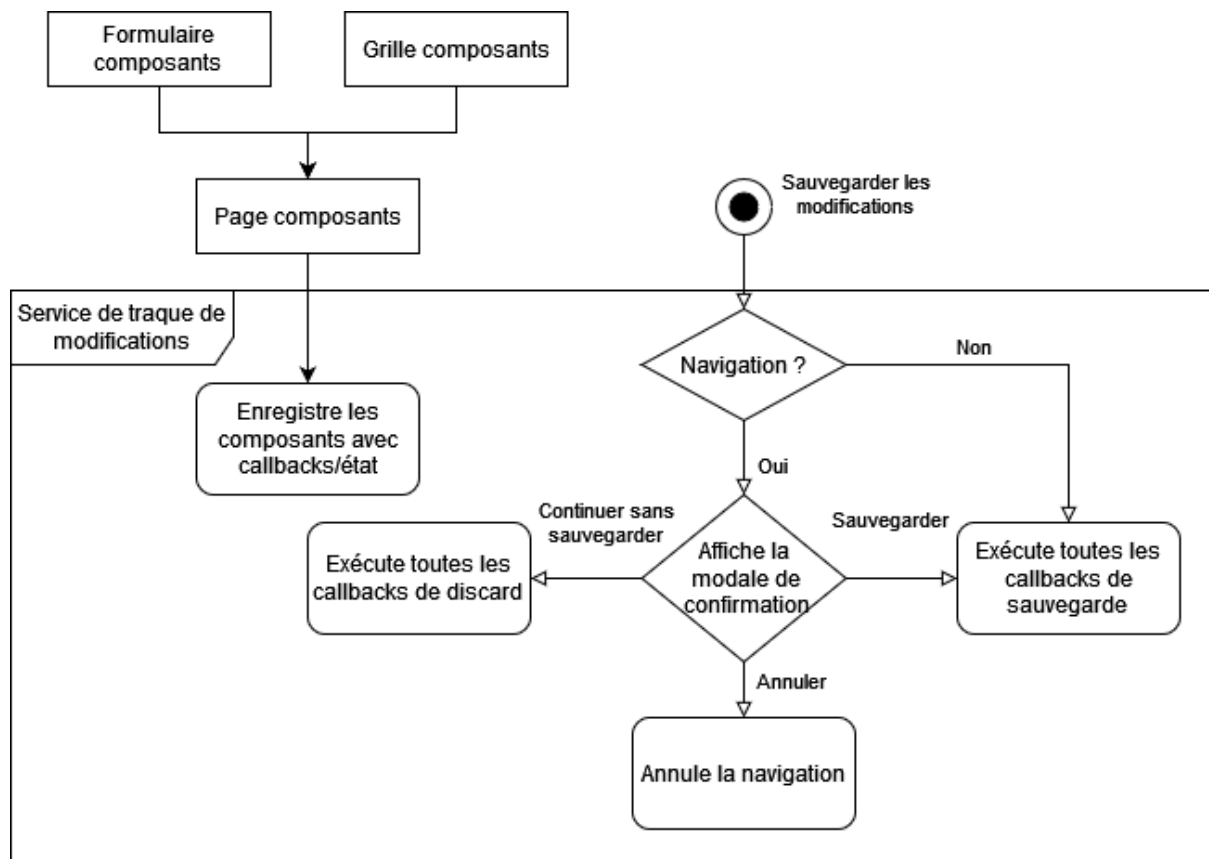 Formulaire
composants
Grille composants
Page composants
Sauvegarder les
modifications
Service de traque de
modifications
Navigation ?
Non
Enregistre les
composants avec
callbacks/état
Oui
Continuer sans
sauvegarder
Sauvegarder
Exécute toutes les
callbacks de discard
Affiche la
modale de
confirmation
Exécute toutes les
callbacks de
sauvegarde
Annuler
Annule la navigation